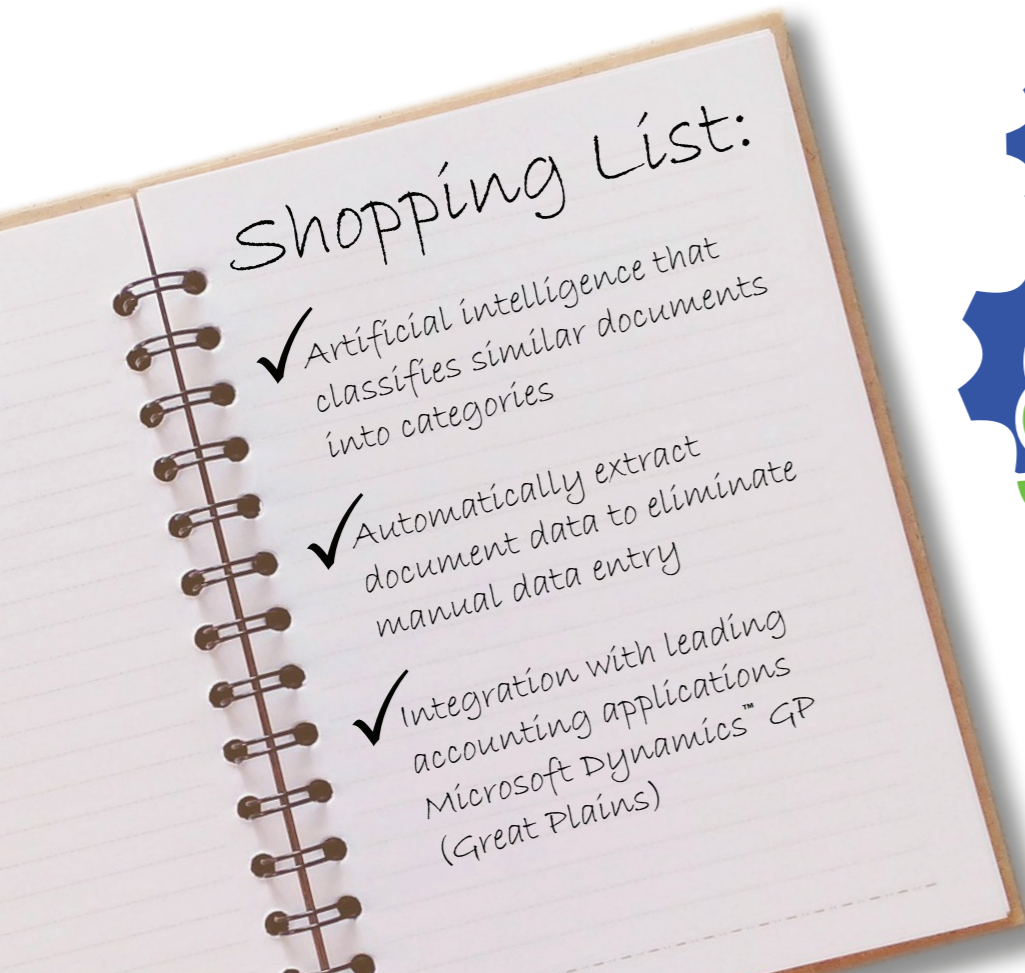 Shopping List:
✓ Artificial intelligence that
classifies similar documents
into categories
✓ Automatically extract
document data to eliminate
manual data entry
✓ Integration with leading
accounting applications
Microsoft Dynamics™ GP
(Great Plains)